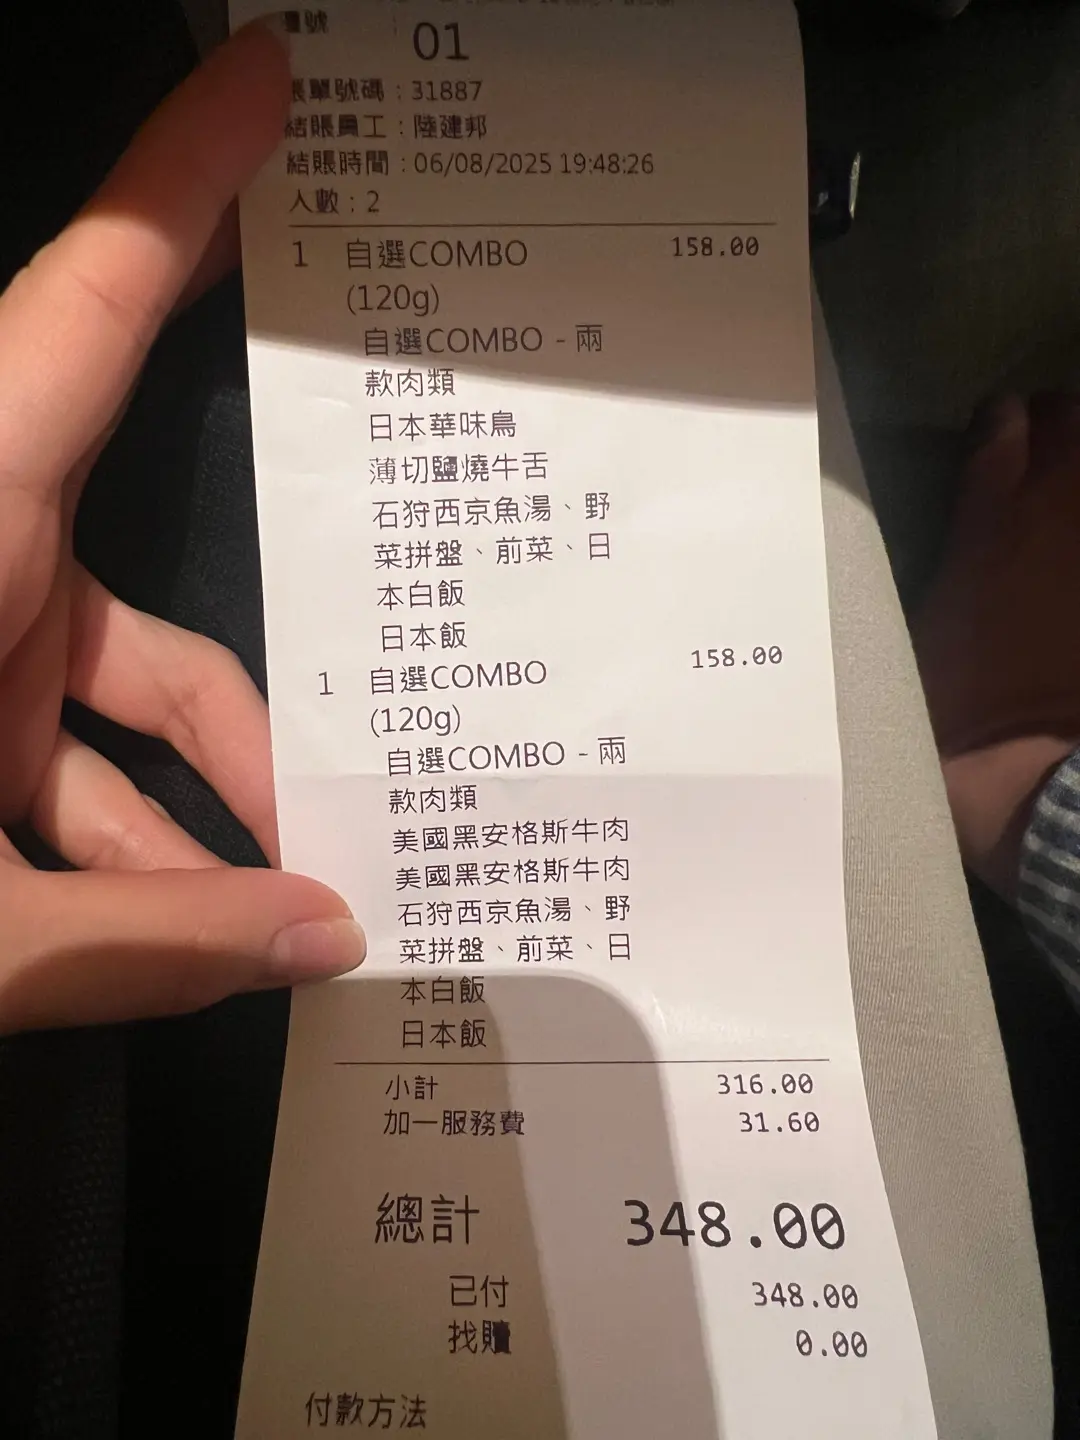 號 01
帳單號碼：31887
結賬員工：陸建邦
結賬時間：06/08/2025 19:48:26
人數：2
1 自選COMBO 158.00
(120g)
自選COMBO - 兩
款肉類
日本華味鳥
薄切鹽燒牛舌
石狩西京魚湯、野
菜拼盤、前菜、日
本白飯
日本飯
1 自選COMBO 158.00
(120g)
自選COMBO - 兩
款肉類
美國黑安格斯牛肉
美國黑安格斯牛肉
石狩西京魚湯、野
菜拼盤、前菜、日
本白飯
日本飯
小計 316.00
加一服務費 31.60
總計 348.00
已付 348.00
找贖 0.00
付款方法